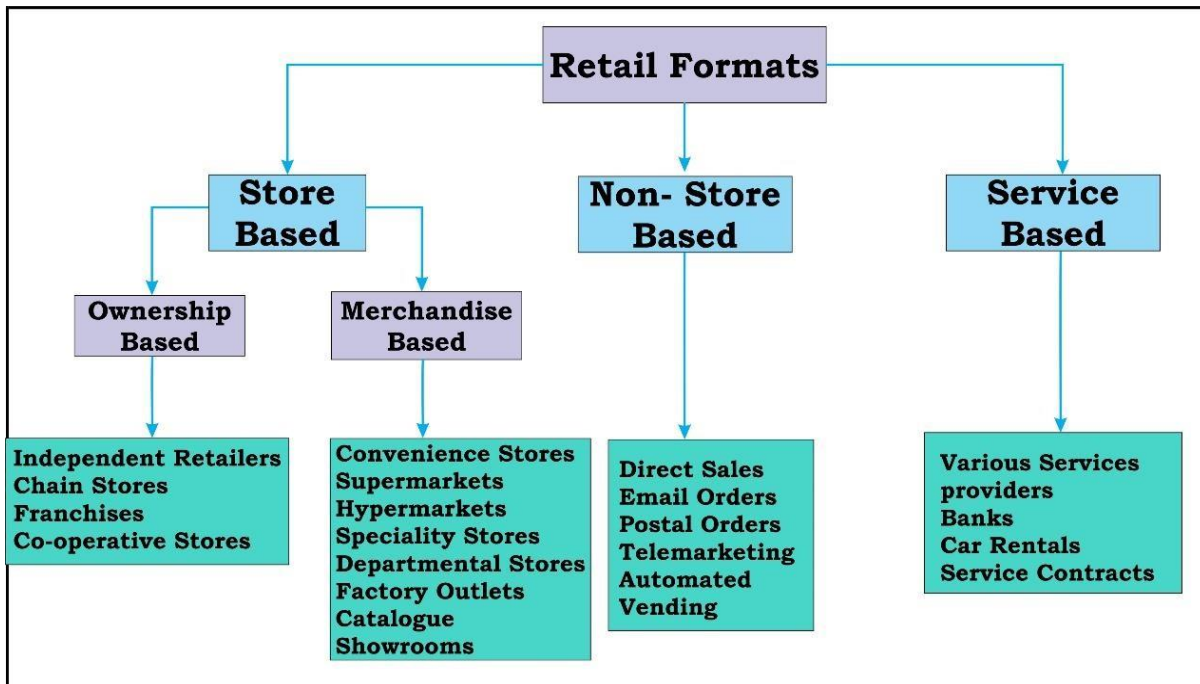 Retail Formats
Store
Based
Non- Store
Based
Service
Based
Ownership
Based
Merchandise
Based
Independent Retailers
Chain Stores
Franchises
Co-operative Stores
Convenience Stores
Supermarkets
Hypermarkets
Speciality Stores
Departmental Stores
Factory Outlets
Catalogue
Showrooms
Direct Sales
Email Orders
Postal Orders
Telemarketing
Automated
Vending
Various Services
providers
Banks
Car Rentals
Service Contracts